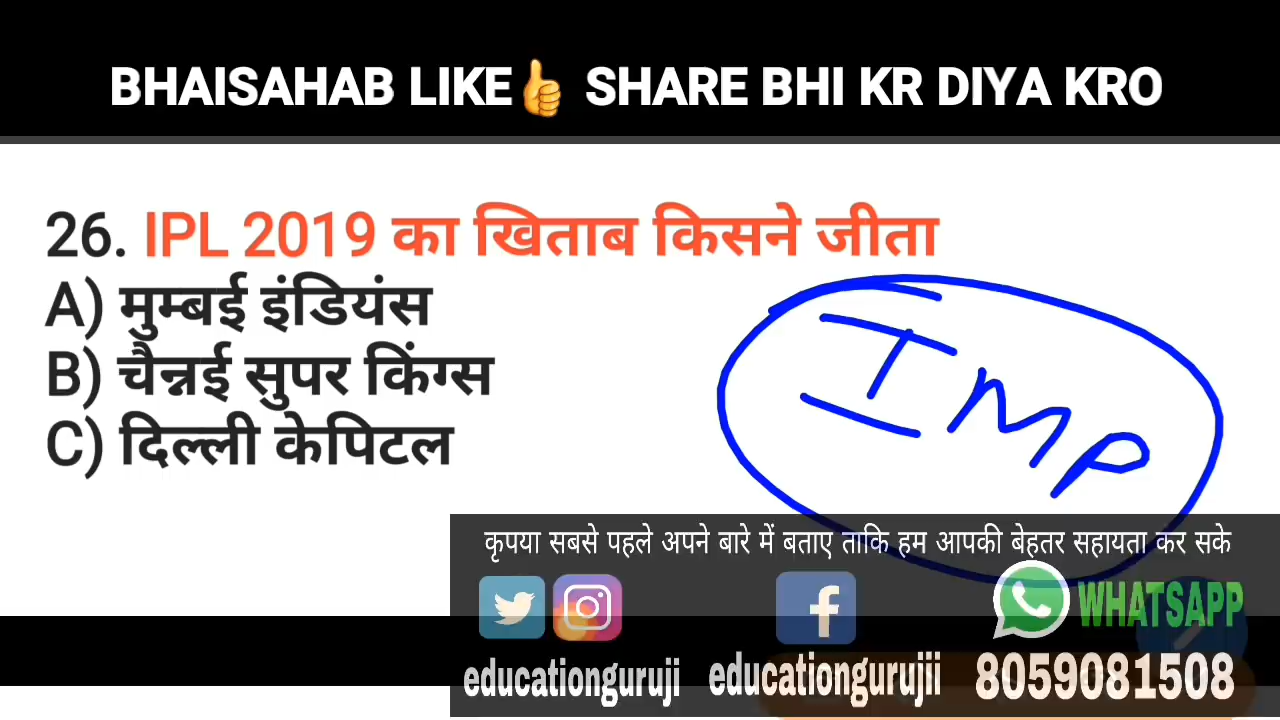 BHAISAHAB LIKE👍 SHARE BHI KR DIYA KRO
26. IPL 2019 का खिताब किसने जीता
A) मुम्बई इंडियंस
B) चैन्नई सुपर किंग्स
C) दिल्ली केपिटल
IMP
कृपया सबसे पहले अपने बारे में बताए ताकि हम आपकी बेहतर सहायता कर सके
WHATSAPP
educationguruji educationgurujii 8059081508